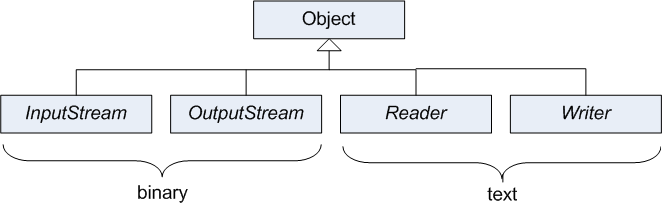 Object
InputStream
OutputStream
Reader
Writer
binary
text